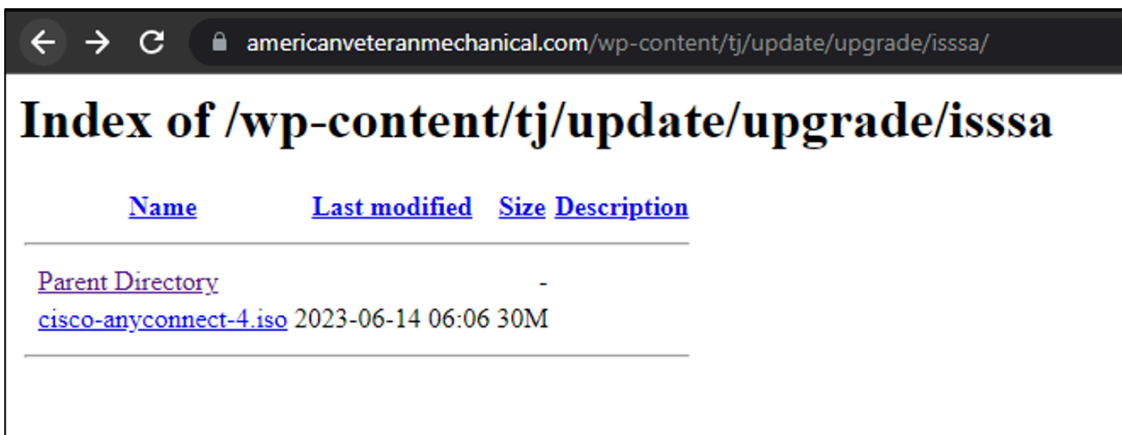 americanveteranmechanical.com/wp-content/tj/update/upgrade/isssa/
Index of /wp-content/tj/update/upgrade/isssa
Name Last modified Size Description
Parent Directory -
cisco-anyconnect-4.iso 2023-06-14 06:06 30M